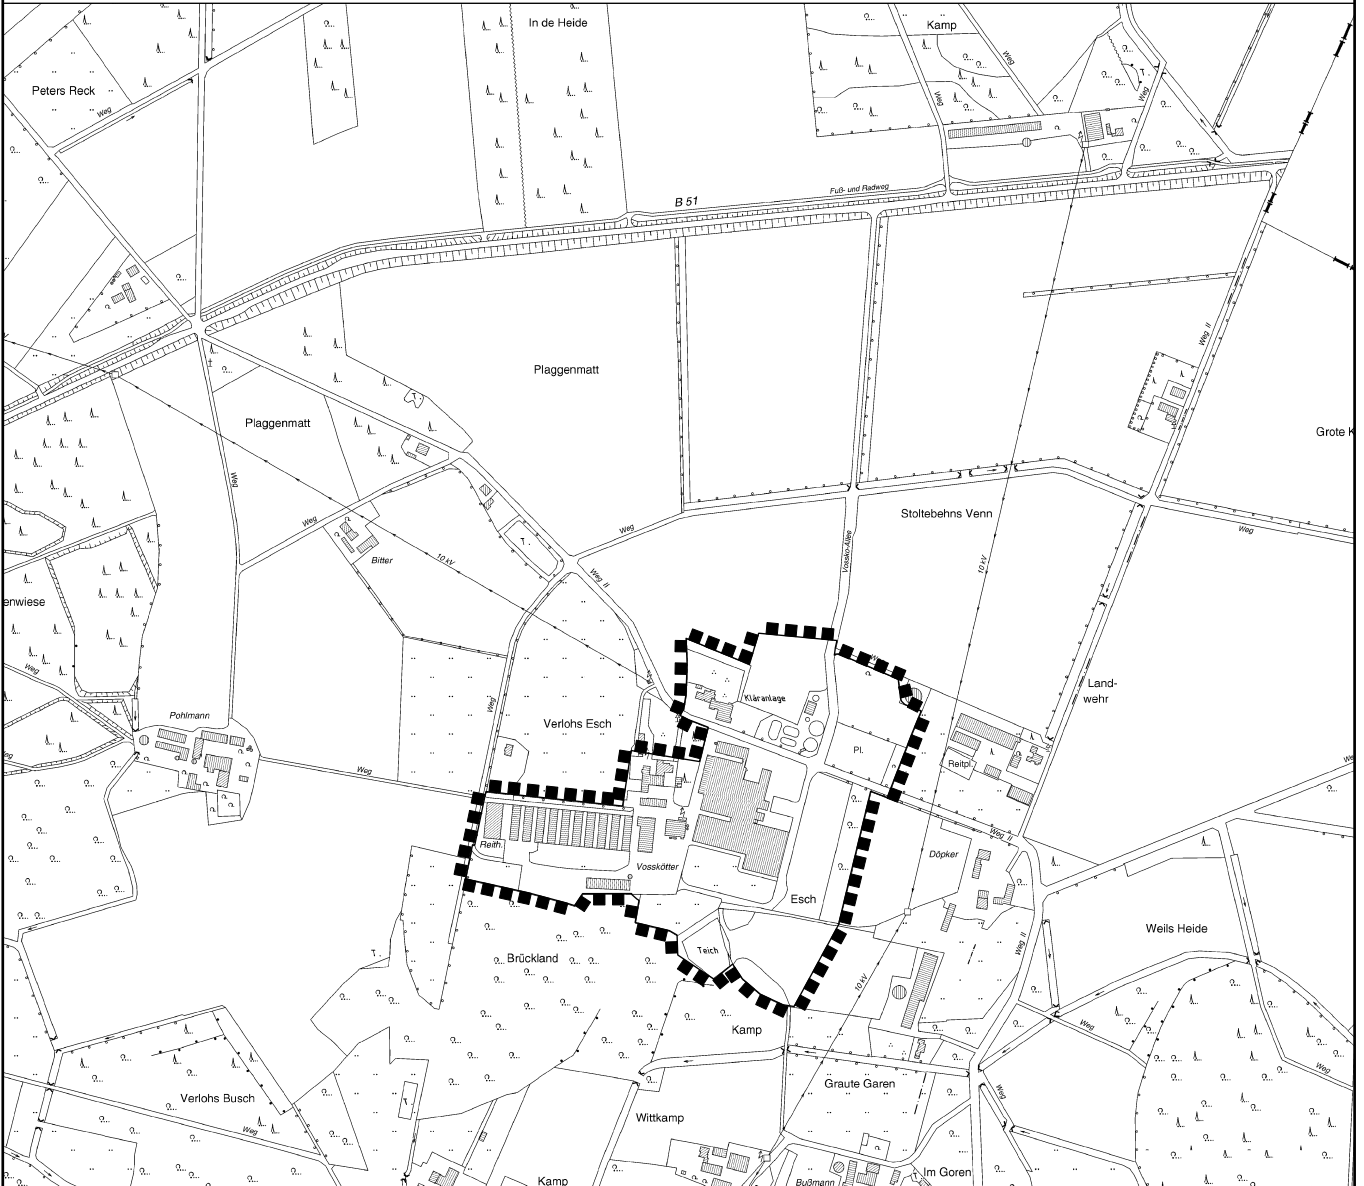 In de Heide
Kamp
Weg
Peters Reck
Weg
Weg
Weg
Fuß- und Radweg
B 51
Weg II
Plaggenmatt
Plaggenmatt
Grote K
Weg
Stoltebehns Venn
Weg
Weg
Weg
Vossko-Allee
Bitter
10 kV
10 kV
Weg II
enwiese
Weg
Land-
wehr
Kläranlage
Weg
Pohlmann
Verlohs Esch
Pl.
Reitpl.
Weg
Weg II
Reith.
Vosskötter
Döpker
Esch
Weils Heide
Teich
Weg II
Brückland
10 kV
Kamp
Weg
Weg
Graute Garen
Verlohs Busch
Weg
Wittkamp
Weg
Im Goren
Kamp
Bußmann